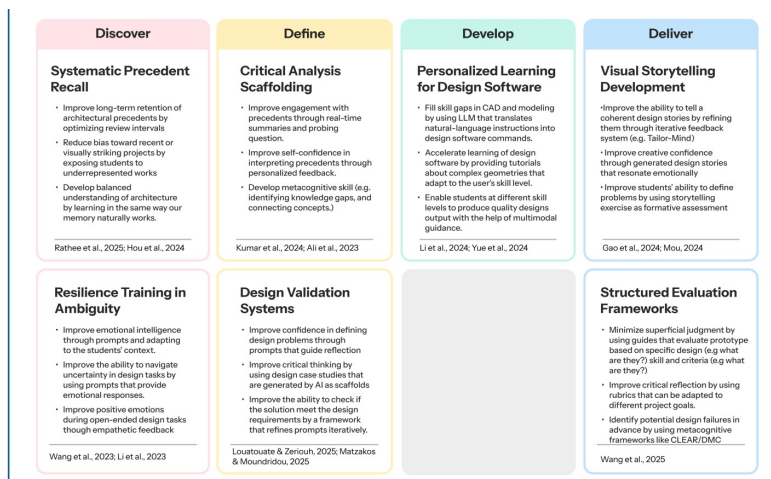 Discover
Define
Develop
Deliver
Systematic Precedent
Recall
• Improve long-term retention of
architectural precedents by
optimizing review intervals
• Reduce bias toward recent or
visually striking projects by
exposing students to
underrepresented works
• Develop balanced
understanding of architecture
by learning in the same way our
memory naturally works.
Rathee et al., 2025; Hou et al., 2024
Critical Analysis
Scaffolding
• Improve engagement with
precedents through real-time
summaries and probing
question.
• Improve self-confidence in
interpreting precedents through
personalized feedback.
• Develop metacognitive skill (e.g.
identifying knowledge gaps, and
connecting concepts.)
Kumar et al., 2024; Ali et al., 2023
Personalized Learning
for Design Software
• Fill skill gaps in CAD and modeling
by using LLM that translates
natural-language instructions into
design software commands.
• Accelerate learning of design
software by providing tutorials
about complex geometries that
adapt to the user's skill level.
• Enable students at different skill
levels to produce quality designs
output with the help of multimodal
guidance.
Li et al., 2024; Yue et al., 2024
Visual Storytelling
Development
•Improve the ability to tell a
coherent design stories by refining
them through iterative feedback
system (e.g. Tailor-Mind)
•Improve creative confidence
through generated design stories
that resonate emotionally
•Improve students' ability to define
problems by using storytelling
exercise as formative assessment
Gao et al., 2024; Mou, 2024
Resilience Training in
Ambiguity
• Improve emotional intelligence
through prompts and adapting
to the students' context.
• Improve the ability to navigate
uncertainty in design tasks by
using prompts that provide
emotional responses.
• Improve positive emotions
during open-ended design tasks
though empathetic feedback
Wang et al., 2023; Li et al., 2023
Design Validation
Systems
• Improve confidence in defining
design problems through
prompts that guide reflection
• Improve critical thinking by
using design case studies that
are generated by AI as scaffolds
• Improve the ability to check if
the solution meet the design
requirements by a framework
that refines prompts iteratively.
Louatouate & Zeriouh, 2025; Matzakos
& Moundridou, 2025
Structured Evaluation
Frameworks
• Minimize superficial judgment by
using guides that evaluate prototype
based on specific design (e.g what
are they?) skill and criteria (e.g what
are they?)
• Improve critical reflection by using
rubrics that can be adapted to
different project goals.
• Identify potential design failures in
advance by using metacognitive
frameworks like CLEAR/DMC
Wang et al., 2025